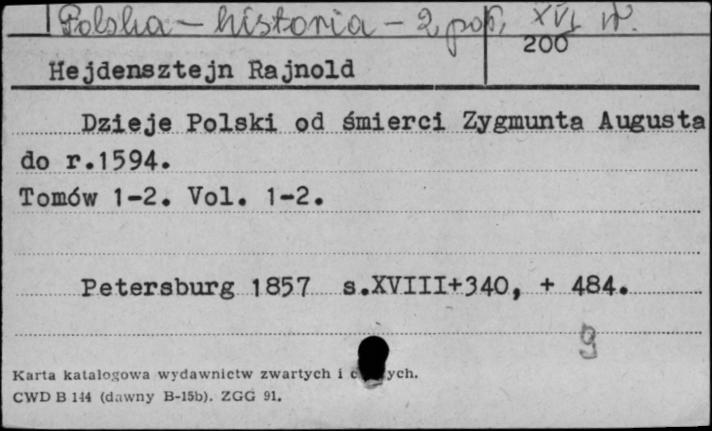 Polska – historia – 2 poł. XVI w.
200
Hejdensztejn Rajnold
Dzieje Polski od śmierci Zygmunta Augusta
do r.1594.
Tomów 1-2. Vol. 1-2.
Petersburg 1857 s.XVIII+340, + 484.
9
Karta katalogowa wydawnictw zwartych i
CWD B 144 (dawny B-15b). ZGG 91.